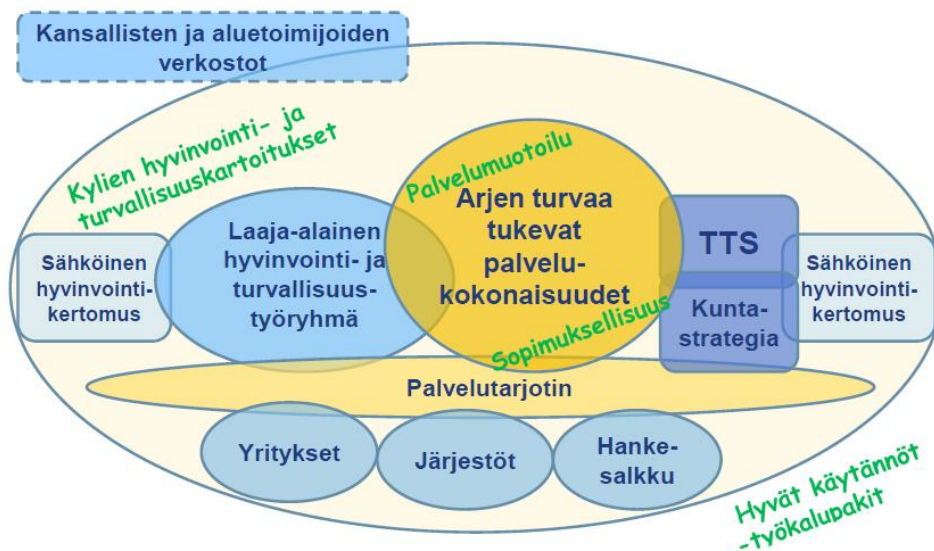 Kansallisten ja aluetoimijoiden
verkostot
Kylien hyvinvointi- ja
turvallisuuskartoitukset
Palvelumuotoilu
Arjen turvaa
tukevat
palvelu-
kokonaisuudet
Laaja-alainen
hyvinvointi- ja
turvallisuus-
työryhmä
Sähköinen
hyvinvointi-
kertomus
TTS
Kunta-
strategia
Sähköinen
hyvinvointi-
kertomus
Sopimuksellisuus
Palvelutarjotin
Yritykset
Järjestöt
Hanke-
salkku
Hyvät käytännöt
-työkalupakit